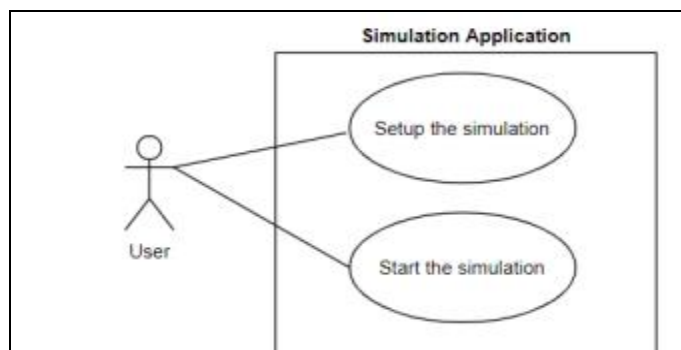 Simulation Application
Setup the simulation
User
Start the simulation